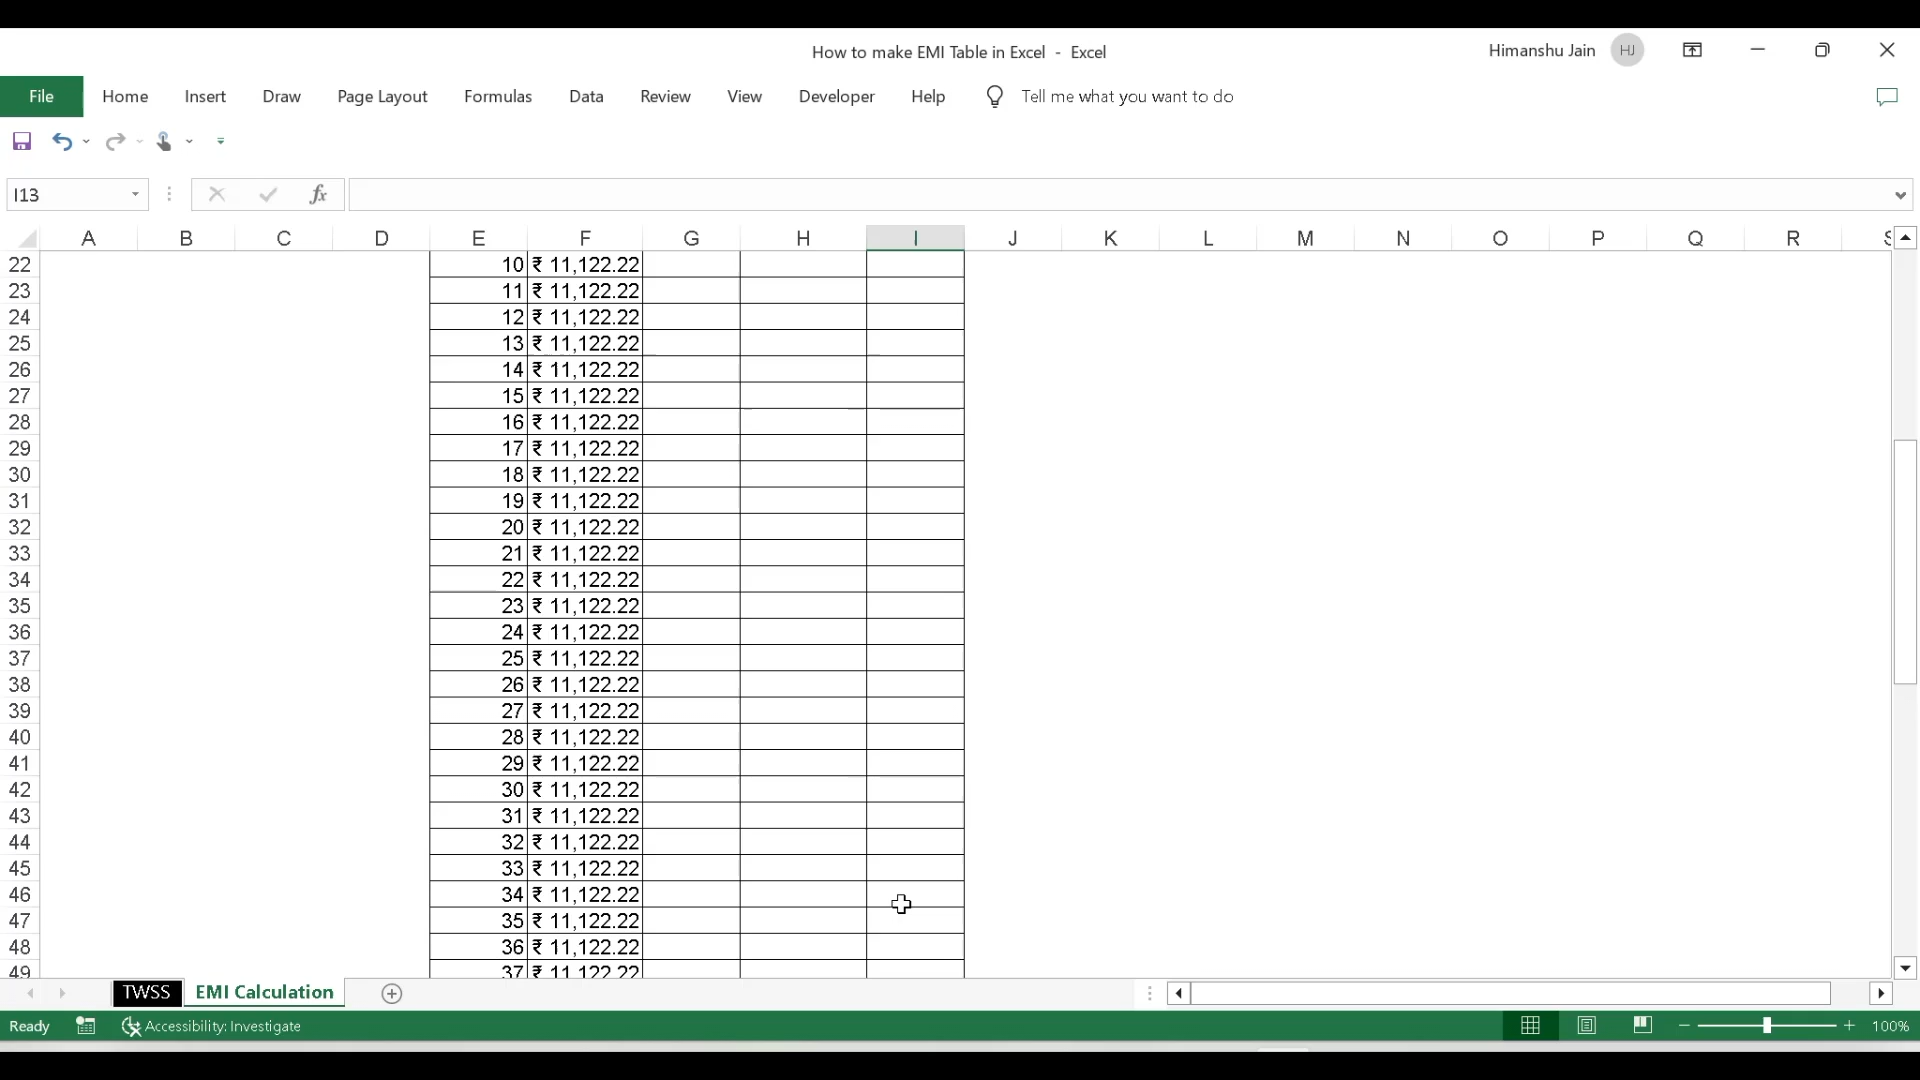 How to make EMI Table in Excel - Excel
Himanshu Jain HJ
File Home Insert Draw Page Layout Formulas Data Review View Developer Help Tell me what you want to do
I13 fx
A B C D E F G H I J K L M N O P Q R S
22 10 ₹ 11,122.22
23 11 ₹ 11,122.22
24 12 ₹ 11,122.22
25 13 ₹ 11,122.22
26 14 ₹ 11,122.22
27 15 ₹ 11,122.22
28 16 ₹ 11,122.22
29 17 ₹ 11,122.22
30 18 ₹ 11,122.22
31 19 ₹ 11,122.22
32 20 ₹ 11,122.22
33 21 ₹ 11,122.22
34 22 ₹ 11,122.22
35 23 ₹ 11,122.22
36 24 ₹ 11,122.22
37 25 ₹ 11,122.22
38 26 ₹ 11,122.22
39 27 ₹ 11,122.22
40 28 ₹ 11,122.22
41 29 ₹ 11,122.22
42 30 ₹ 11,122.22
43 31 ₹ 11,122.22
44 32 ₹ 11,122.22
45 33 ₹ 11,122.22
46 34 ₹ 11,122.22
47 35 ₹ 11,122.22
48 36 ₹ 11,122.22
49 37 ₹ 11,122.22
TWSS EMI Calculation
Ready Accessibility: Investigate 100%